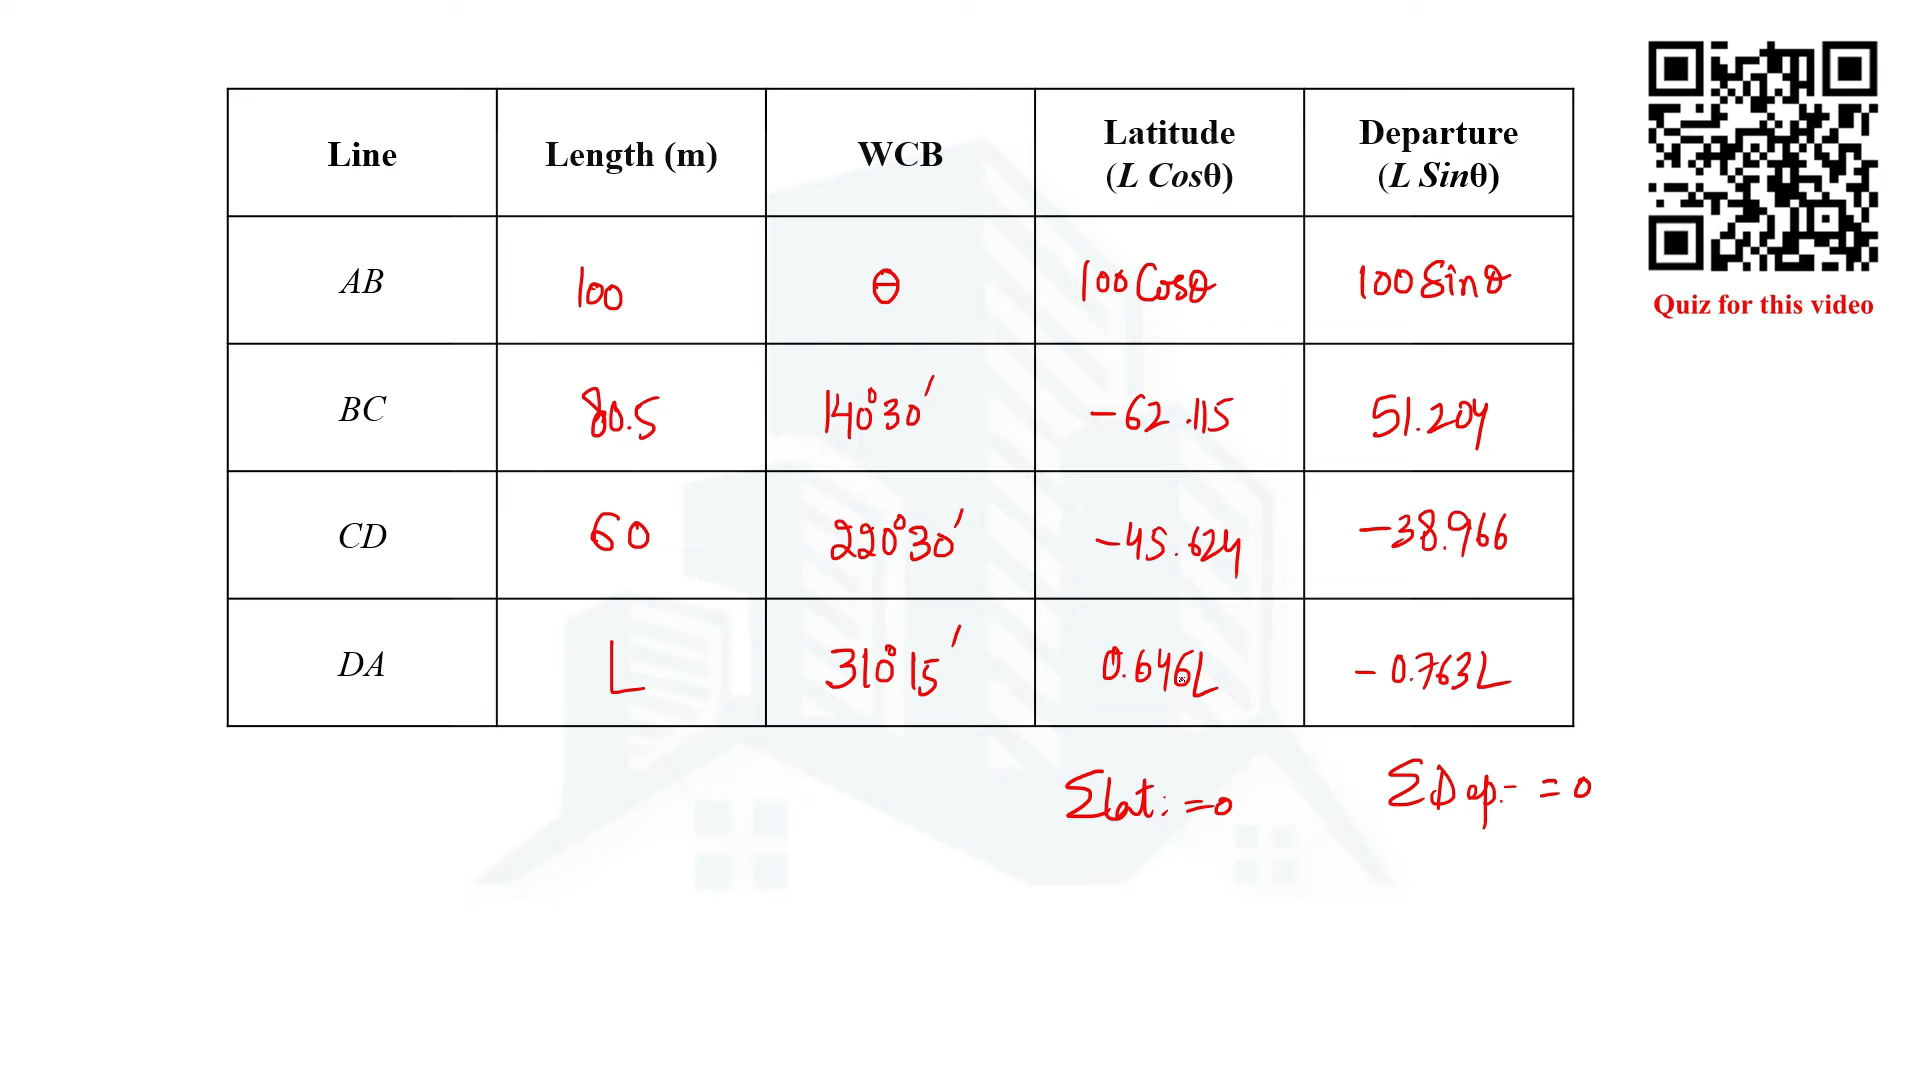 Line Length (m) WCB Latitude (L Cosθ) Departure (L Sinθ)
AB 100 θ 100 Cosθ 100 Sinθ
BC 80.5 140°30′ -62.115 51.204
CD 60 220°30′ -45.624 -38.966
DA L 310°15′ 0.646L -0.763L
Σlat. = 0 ΣDep. = 0
Quiz for this video